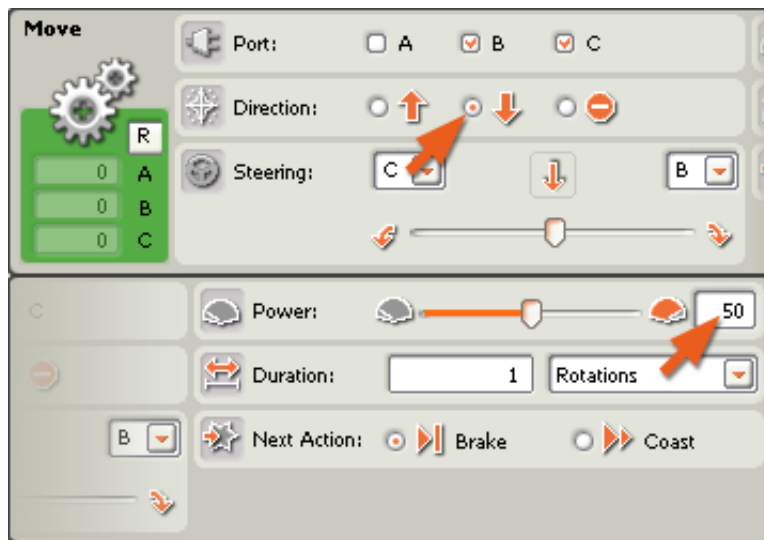 Move
Port: A B C
Direction:
R
Steering: C B
0 A
0 B
0 C
C
Power: 50
Duration: 1 Rotations
B
Next Action: Brake Coast